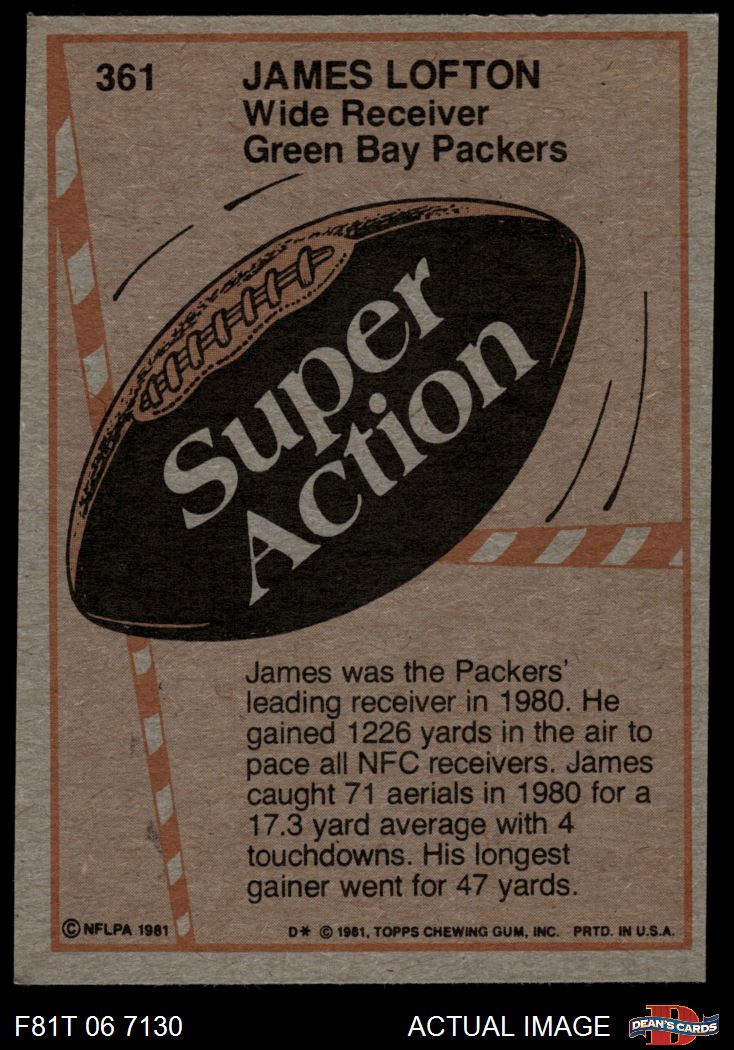 361
JAMES LOFTON
Wide Receiver
Green Bay Packers
Super
Action
James was the Packers'
leading receiver in 1980. He
gained 1226 yards in the air to
pace all NFC receivers. James
caught 71 aerials in 1980 for a
17.3 yard average with 4
touchdowns. His longest
gainer went for 47 yards.
© NFLPA 1981
D* © 1981, TOPPS CHEWING GUM, INC. PRTD. IN U.S.A.
F81T 06 7130
ACTUAL IMAGE
D
DEAN'S CARDS